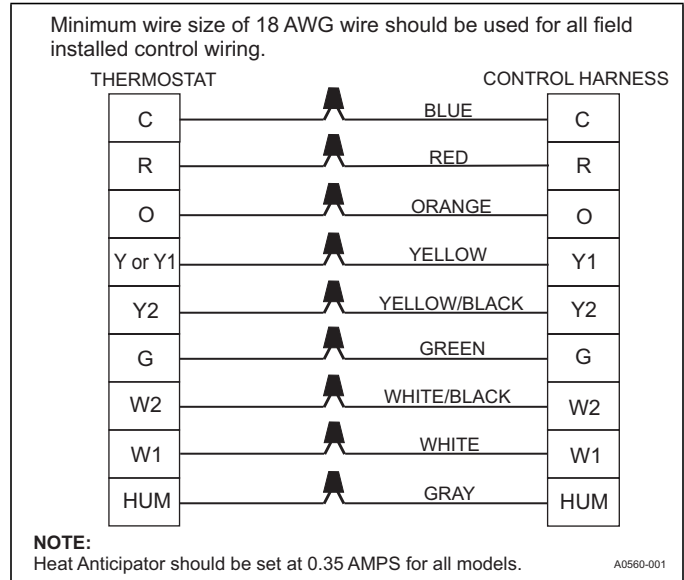 Minimum wire size of 18 AWG wire should be used for all field
installed control wiring.
THERMOSTAT CONTROL HARNESS
C BLUE C
R RED R
O ORANGE O
Y or Y1 YELLOW Y1
Y2 YELLOW/BLACK Y2
G GREEN G
W2 WHITE/BLACK W2
W1 WHITE W1
HUM GRAY HUM
NOTE:
Heat Anticipator should be set at 0.35 AMPS for all models. A0560-001